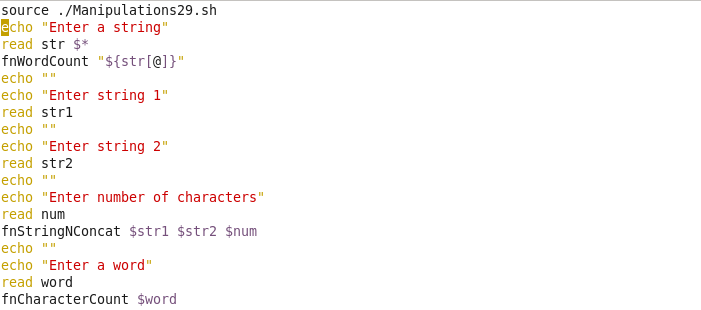 source ./Manipulations29.sh
echo "Enter a string"
read str $*
fnWordCount "${str[@]}"
echo ""
echo "Enter string 1"
read str1
echo ""
echo "Enter string 2"
read str2
echo ""
echo "Enter number of characters"
read num
fnStringNConcat $str1 $str2 $num
echo ""
echo "Enter a word"
read word
fnCharacterCount $word